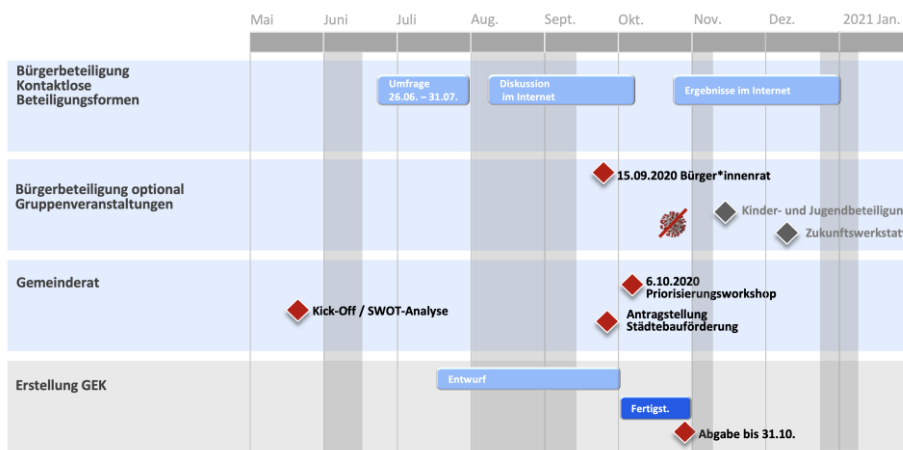 Mai Juni Juli Aug. Sept. Okt. Nov. Dez. 2021 Jan.
Bürgerbeteiligung
Kontaktlose
Beteiligungsformen
Umfrage
26.06. – 31.07.
Diskussion
im Internet
Ergebnisse im Internet
Bürgerbeteiligung optional
Gruppenveranstaltungen
15.09.2020 Bürger*innenrat
Kinder- und Jugendbeteiligung
Zukunftswerkstatt
Gemeinderat
Kick-Off / SWOT-Analyse
6.10.2020
Priorisierungsworkshop
Antragstellung
Städtebauförderung
Erstellung GEK
Entwurf
Fertigst.
Abgabe bis 31.10.